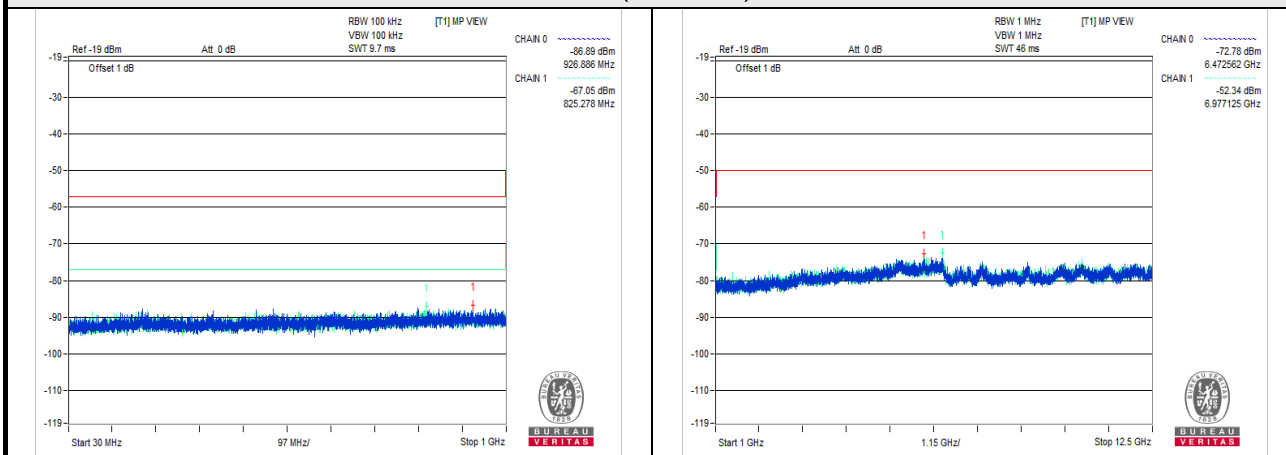 RBW 100 kHz [T1] MP VIEW
VBW 100 kHz
Ref -19 dBm Att 0 dB SWT 9.7 ms
CHAIN 0
-86.89 dBm
926.886 MHz
CHAIN 1
-67.05 dBm
825.278 MHz
-19
Offset 1 dB
-30
-40
-50
-60
-70
-80
1 1
-90
-100
-110
-119
Start 30 MHz 97 MHz/ Stop 1 GHz
BUREAU VERITAS
1828
BUREAU
VERITAS
RBW 1 MHz [T1] MP VIEW
VBW 1 MHz
Ref -19 dBm Att 0 dB SWT 46 ms
CHAIN 0
-72.78 dBm
6.472562 GHz
CHAIN 1
-52.34 dBm
6.977125 GHz
-19
Offset 1 dB
-30
-40
-50
-60
1 1
-70
-80
-90
-100
-110
-119
Start 1 GHz 1.15 GHz/ Stop 12.5 GHz
BUREAU VERITAS
1828
BUREAU
VERITAS